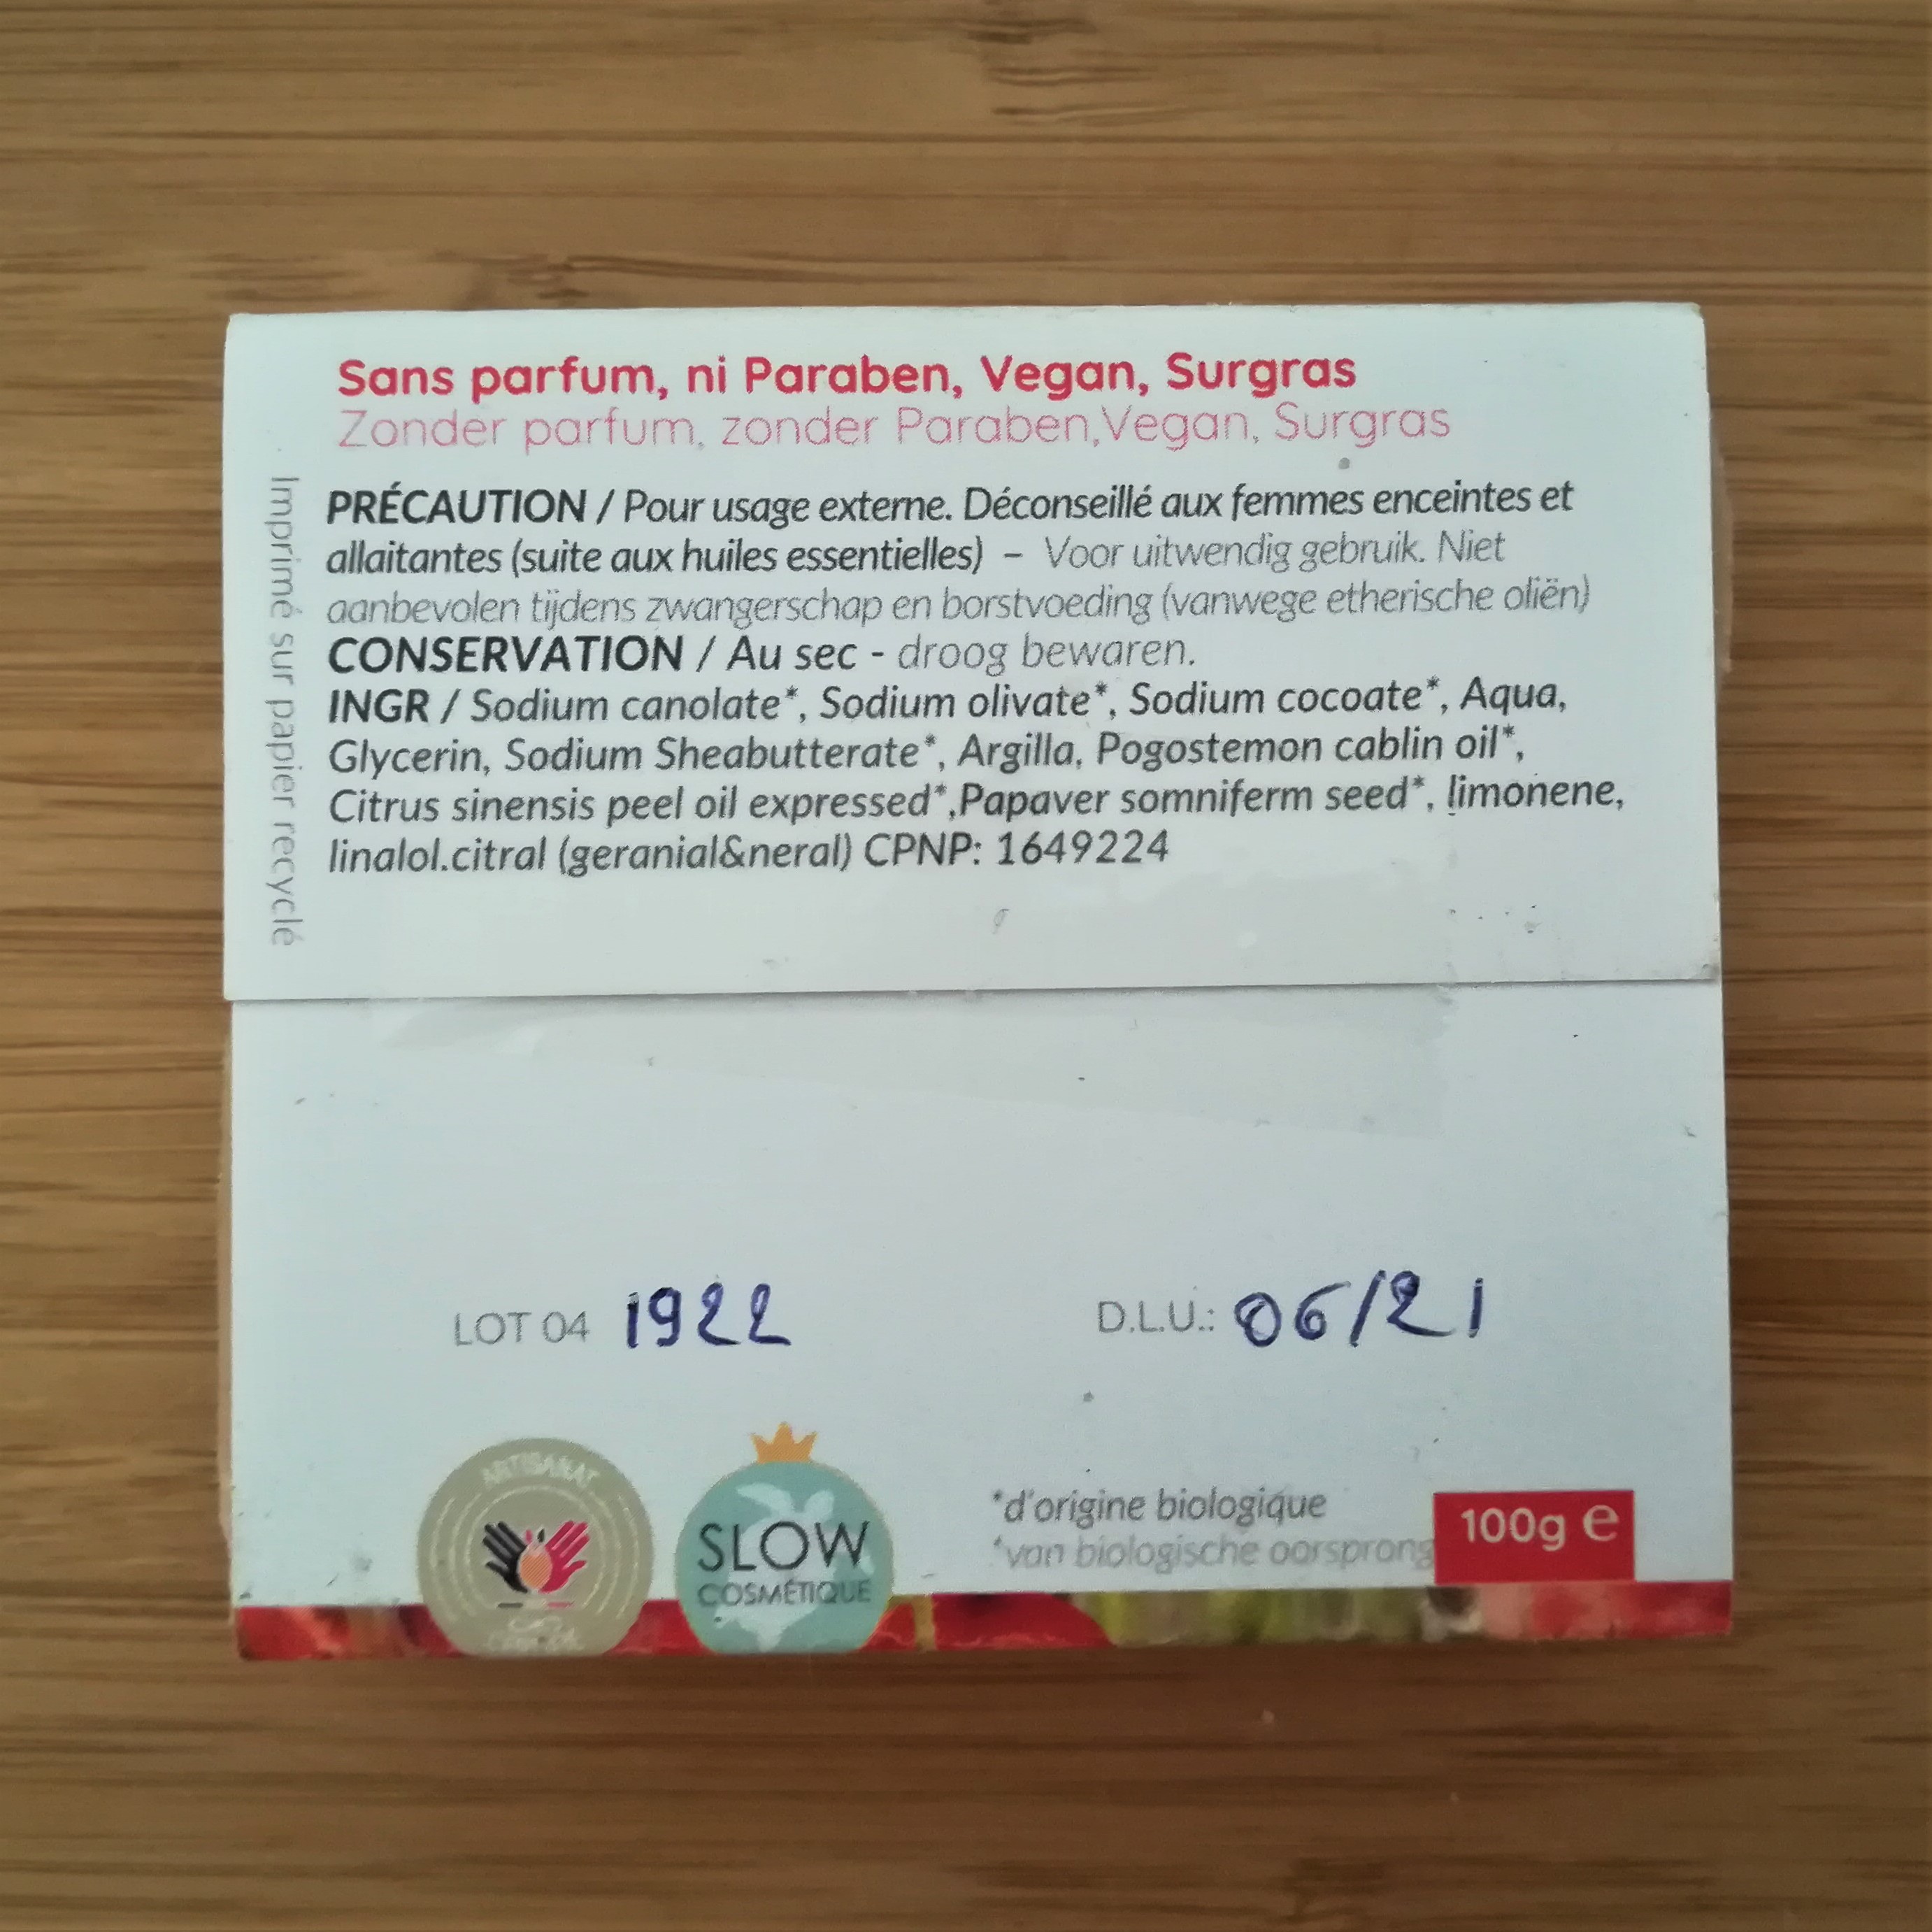 Sans parfum, ni Paraben, Vegan, Surgras
Zonder parfum, zonder Paraben,Vegan, Surgras
Imprimé sur papier recyclé
PRÉCAUTION / Pour usage externe. Déconseillé aux femmes enceintes et
allaitantes (suite aux huiles essentielles) – Voor uitwendig gebruik. Niet
aanbevolen tijdens zwangerschap en borstvoeding (vanwege etherische oliën)
CONSERVATION / Au sec - droog bewaren.
INGR / Sodium canolate*, Sodium olivate*, Sodium cocoate*, Aqua,
Glycerin, Sodium Sheabutterate*, Argilla, Pogostemon cablin oil*,
Citrus sinensis peel oil expressed*,Papaver somniferm seed*, limonene,
linalol.citral (geranial&neral) CPNP: 1649224
LOT 04 1922
D.L.U.: 06/21
ARTISANAT
SLOW
COSMÉTIQUE
*d'origine biologique
*van biologische oorsprong
100g e